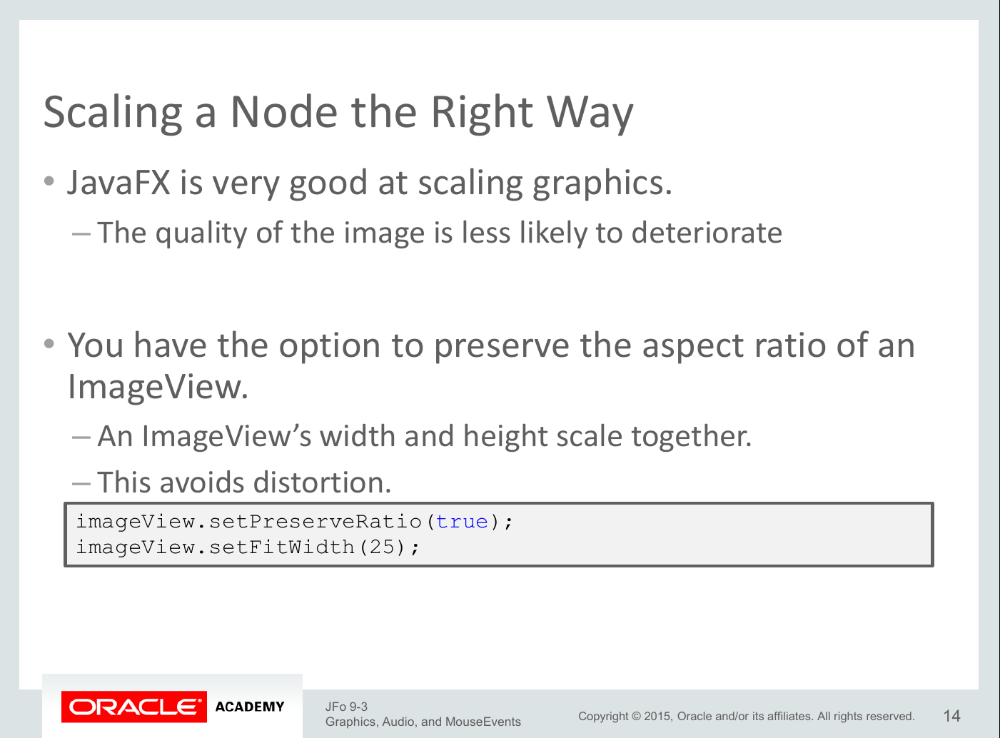 Scaling a Node the Right Way
• JavaFX is very good at scaling graphics.
– The quality of the image is less likely to deteriorate
• You have the option to preserve the aspect ratio of an
ImageView.
– An ImageView’s width and height scale together.
– This avoids distortion.
imageView.setPreserveRatio(true);
imageView.setFitWidth(25);
ORACLE® ACADEMY
JFo 9-3
Graphics, Audio, and MouseEvents
Copyright © 2015, Oracle and/or its affiliates. All rights reserved.
14